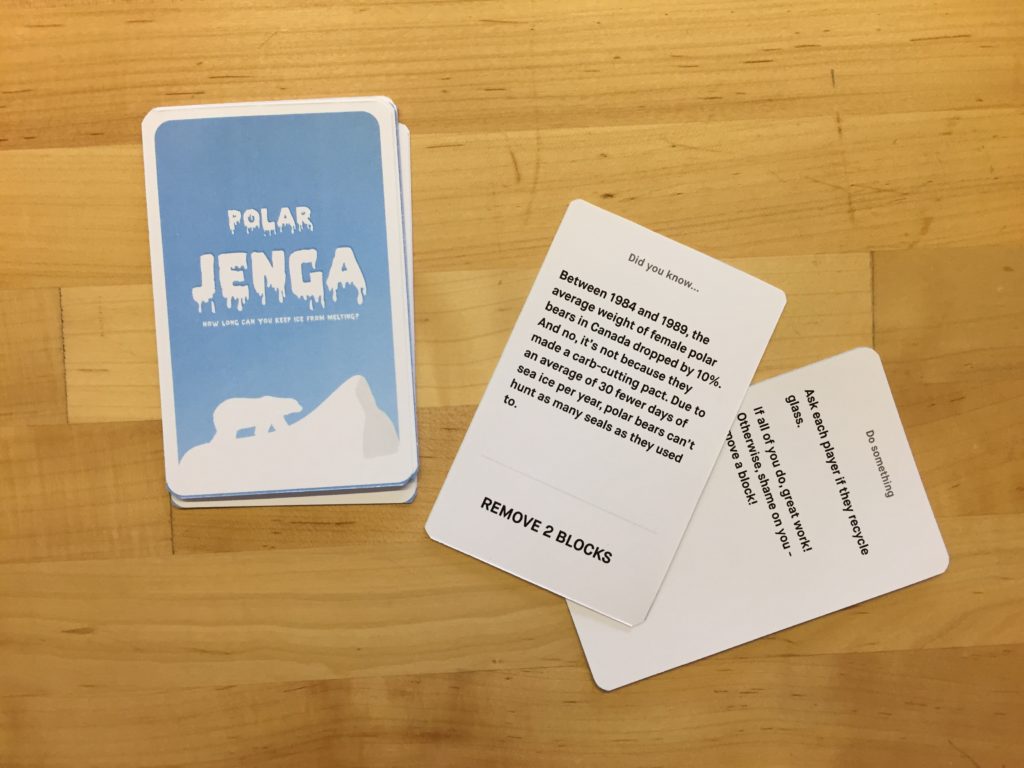 POLAR
JENGA
HOW LONG CAN YOU KEEP ICE FROM MELTING?
Did you know...
Between 1984 and 1989, the
average weight of female polar
bears in Canada dropped by 10%.
And no, it's not because they
made a carb-cutting pact. Due to
an average of 30 fewer days of
sea ice per year, polar bears can't
hunt as many seals as they used
to.
REMOVE 2 BLOCKS
Do something
Ask each player if they recycle
glass.
If all of you do, great work!
Otherwise, shame on you -
a block!